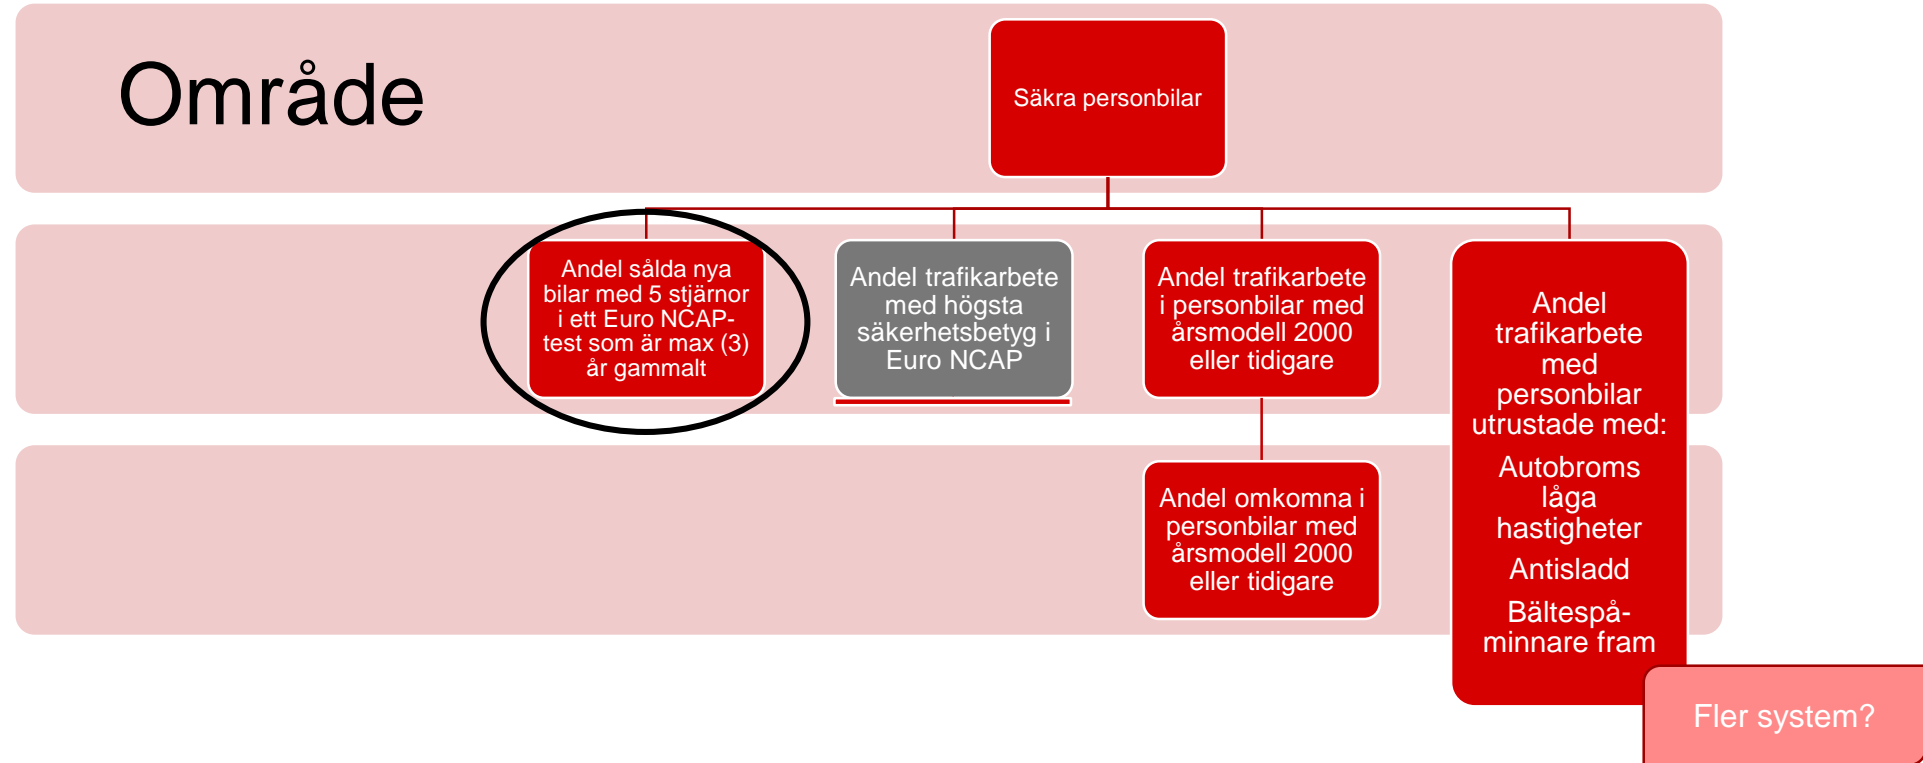 Område
Säkra personbilar
Andel sålda nya
bilar med 5 stjärnor
i ett Euro NCAP-
test som är max (3)
år gammalt
Andel trafikarbete
med högsta
säkerhetsbetyg i
Euro NCAP
Andel trafikarbete
i personbilar med
årsmodell 2000
eller tidigare
Andel
trafikarbete
med
personbilar
utrustade med:
Autobroms
låga
hastigheter
Antisladd
Bältespå-
minnare fram
Andel omkomna i
personbilar med
årsmodell 2000
eller tidigare
Fler system?